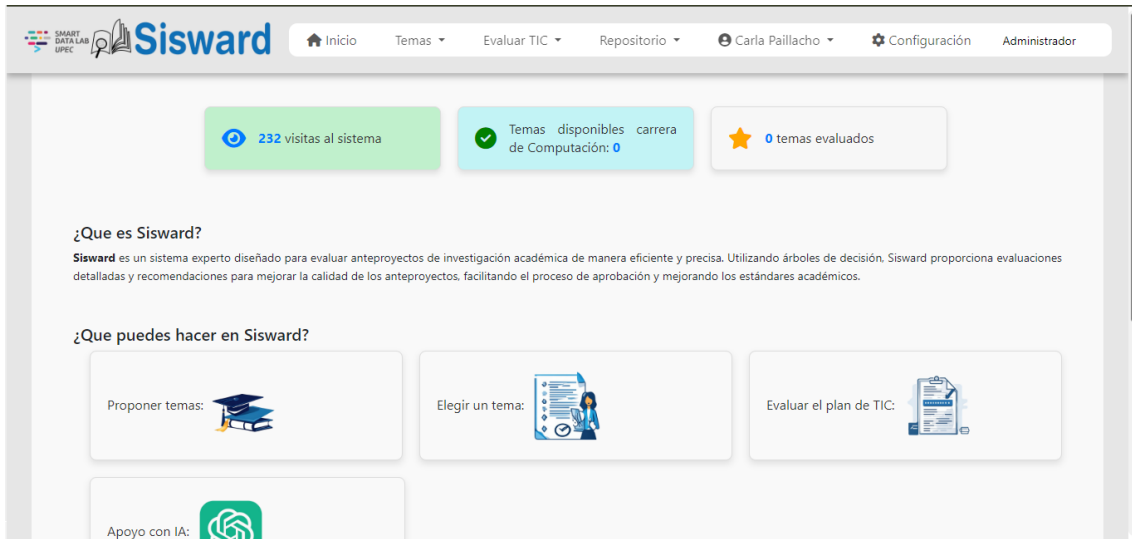 SMART
DATA LAB
UPEC
Sisward
Inicio Temas Evaluar TIC Repositorio Carla Paillacho Configuración Administrador
232 visitas al sistema
Temas disponibles carrera
de Computación: 0
0 temas evaluados
¿Que es Sisward?
Sisward es un sistema experto diseñado para evaluar anteproyectos de investigación académica de manera eficiente y precisa. Utilizando árboles de decisión, Sisward proporciona evaluaciones
detalladas y recomendaciones para mejorar la calidad de los anteproyectos, facilitando el proceso de aprobación y mejorando los estándares académicos.
¿Que puedes hacer en Sisward?
Proponer temas:
Elegir un tema:
Evaluar el plan de TIC:
Apoyo con IA: